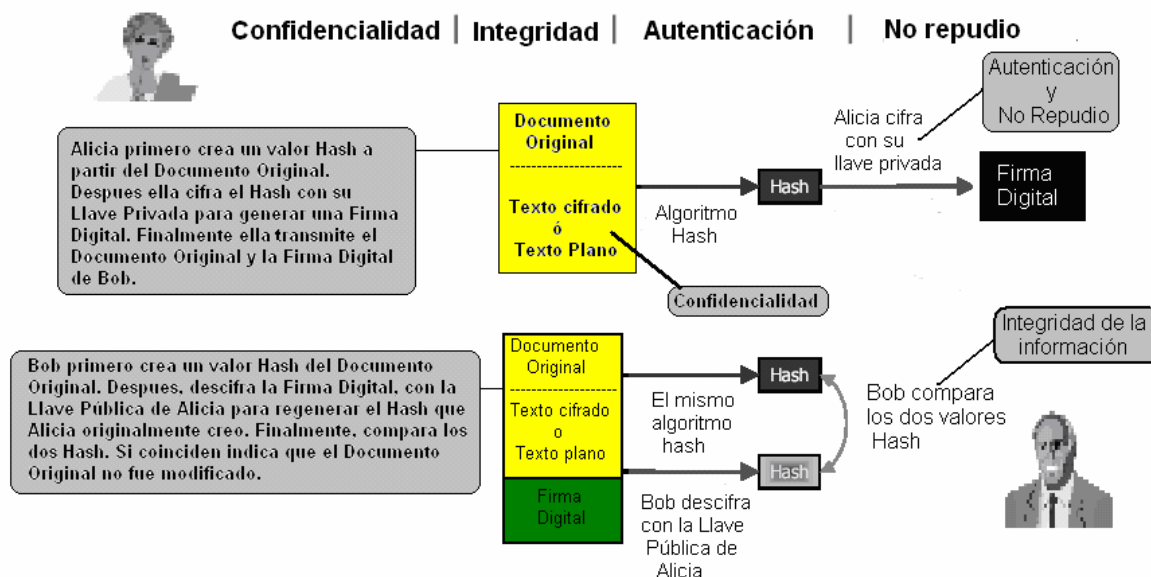 Confidencialidad | Integridad | Autenticación | No repudio
Autenticación
y
No Repudio
Alicia primero crea un valor Hash a
partir del Documento Original.
Despues ella cifra el Hash con su
Llave Privada para generar una Firma
Digital. Finalmente ella transmite el
Documento Original y la Firma Digital
de Bob.
Documento
Original
Texto cifrado
ó
Texto Plano
Algoritmo
Hash
Hash
Alicia cifra
con su
llave privada
Firma
Digital
Confidencialidad
Bob primero crea un valor Hash del Documento
Original. Despues, descifra la Firma Digital, con la
Llave Pública de Alicia para regenerar el Hash que
Alicia originalmente creo. Finalmente, compara los
dos Hash. Si coinciden indica que el Documento
Original no fue modificado.
Documento
Original
Texto cifrado
o
Texto plano
Firma
Digital
Hash
El mismo
algoritmo
hash
Hash
Bob descifra
con la Llave
Pública de
Alicia
Integridad de la
información
Bob compara
los dos valores
Hash